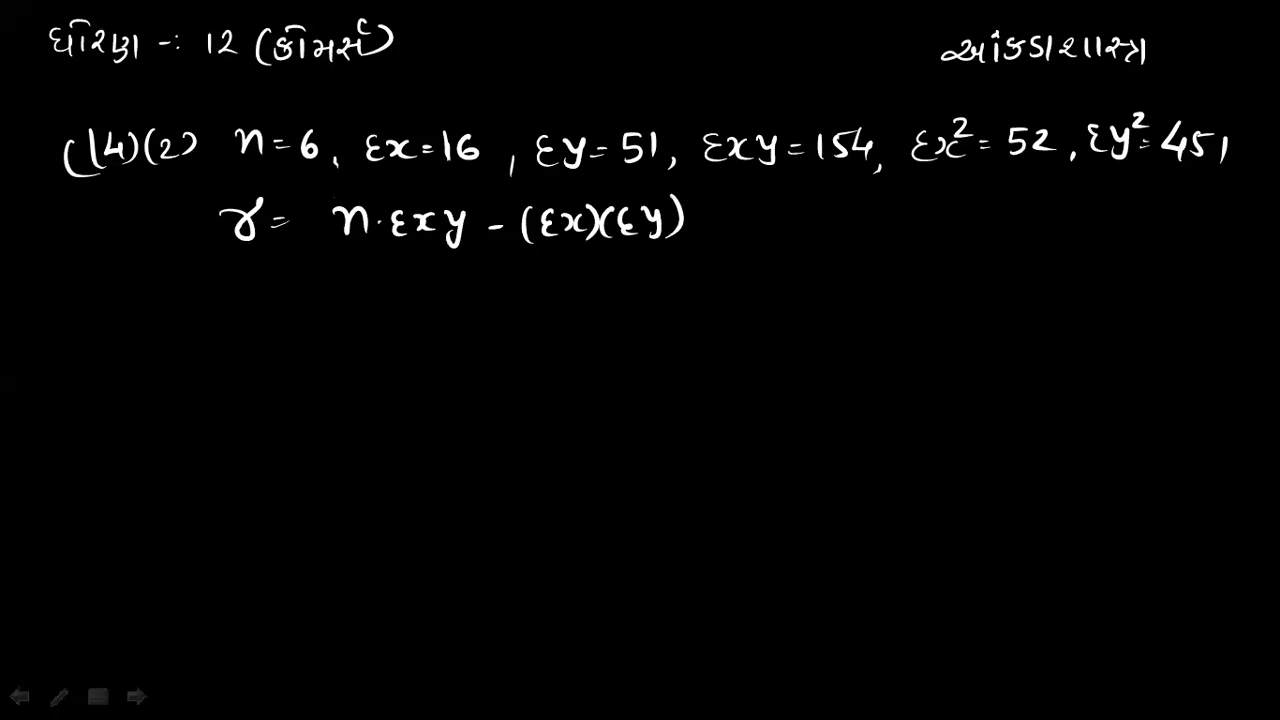 ધોરણ -: 12 (કોમર્સ)
આંકડાશાસ્ત્ર
(14)(2) n = 6, Σx = 16, Σy = 51, Σxy = 154, Σx² = 52, Σy² = 451
r = n·Σxy - (Σx)(Σy)